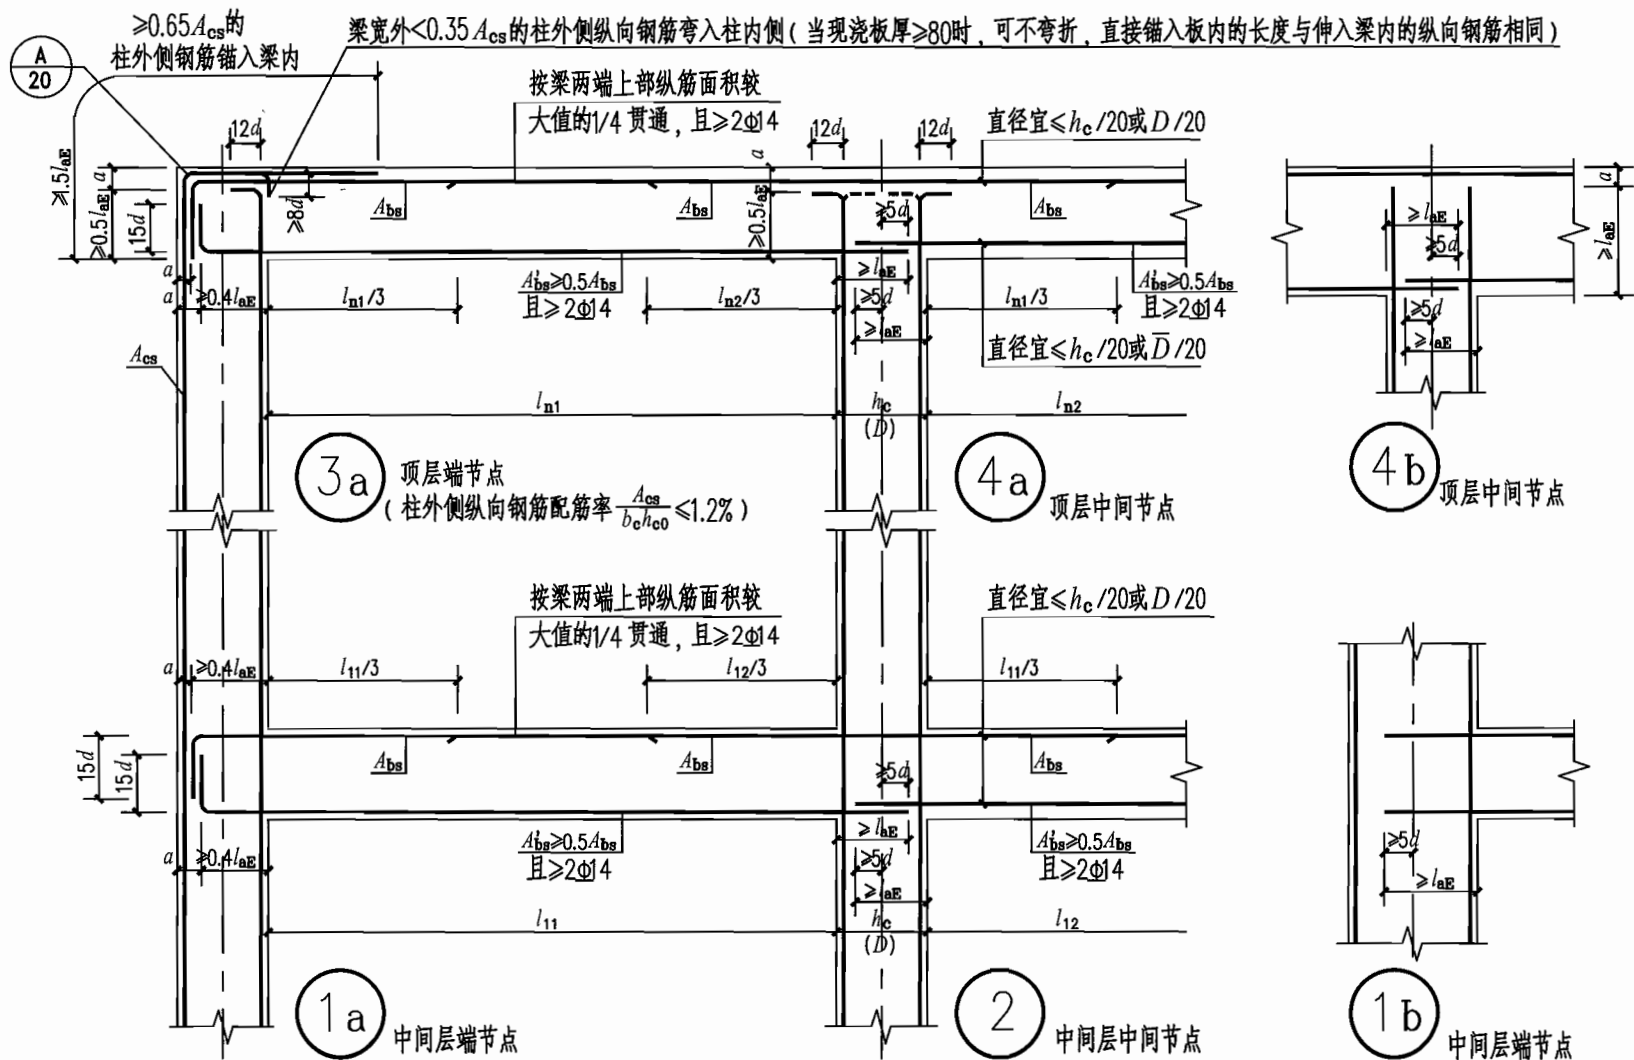 ≥0.65Acs的
柱外侧钢筋锚入梁内
梁宽外<0.35Acs的柱外侧纵向钢筋弯入柱内侧(当现浇板厚≥80时, 可不弯折, 直接锚入板内的长度与伸入梁内的纵向钢筋相同)
A
20
按梁两端上部纵筋面积较
大值的1/4 贯通, 且≥2Φ14
直径宜≤hc/20或D/20
12d
12d
12d
a
a
a
≥1.5laE
≥0.5laE
15d
≥8d
≥0.5laE
Abs
Abs
Abs
≥5d
≥laE
≥5d
≥laE
a
a
≥0.4laE
ln1/3
A'bs≥0.5Abs
且≥2Φ14
ln2/3
≥laE
≥5d
≥laE
ln1/3
A'bs≥0.5Abs
且≥2Φ14
≥5d
≥laE
直径宜≤hc/20或D/20
Acs
ln1
hc
(D)
ln2
3a
顶层端节点
(柱外侧纵向钢筋配筋率Acs/bchc0≤1.2%)
4a
顶层中间节点
4b
顶层中间节点
按梁两端上部纵筋面积较
大值的1/4 贯通, 且≥2Φ14
直径宜≤hc/20或D/20
a
≥0.4laE
l11/3
l12/3
l11/3
15d
15d
Abs
Abs
≥5d
Abs
a
≥0.4laE
A'bs≥0.5Abs
且≥2Φ14
≥laE
≥5d
≥laE
A'bs≥0.5Abs
且≥2Φ14
≥5d
≥laE
l11
hc
(D)
l12
1a
中间层端节点
2
中间层中间节点
1b
中间层端节点